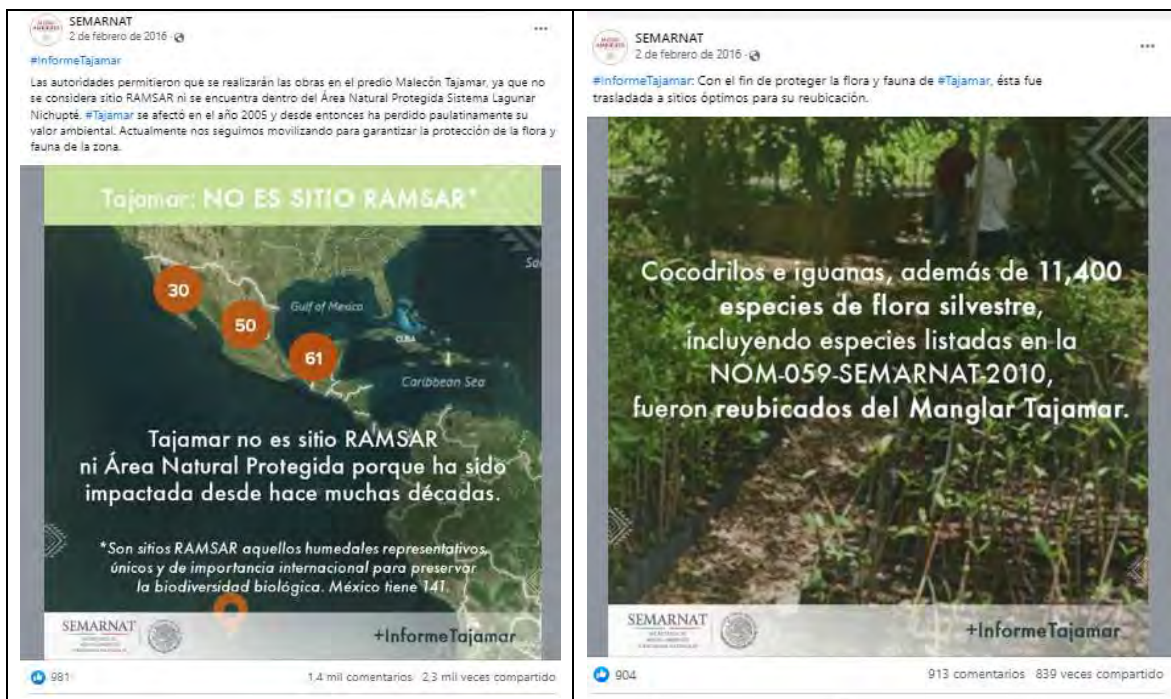 SEMARNAT
2 de febrero de 2016
#InformeTajamar
Las autoridades permitieron que se realizarán las obras en el predio Malecón Tajamar, ya que no
se considera sitio RAMSAR ni se encuentra dentro del Área Natural Protegida Sistema Lagunar
Nichupté. #Tajamar se afectó en el año 2005 y desde entonces ha perdido paulatinamente su
valor ambiental. Actualmente nos seguimos movilizando para garantizar la protección de la flora y
fauna de la zona.
Tajamar: NO ES SITIO RAMSAR*
30
50
61
Gulf of Mexico
CUBA
Caribbean Sea
Tajamar no es sitio RAMSAR
ni Área Natural Protegida porque ha sido
impactada desde hace muchas décadas.
*Son sitios RAMSAR aquellos humedales representativos,
únicos y de importancia internacional para preservar
la biodiversidad biológica. México tiene 141.
SEMARNAT
+InformeTajamar
981
1.4 mil comentarios 2.3 mil veces compartido
SEMARNAT
2 de febrero de 2016
#InformeTajamar: Con el fin de proteger la flora y fauna de #Tajamar, ésta fue
trasladada a sitios óptimos para su reubicación.
Cocodrilos e iguanas, además de 11,400
especies de flora silvestre,
incluyendo especies listadas en la
NOM-059-SEMARNAT-2010,
fueron reubicados del Manglar Tajamar.
SEMARNAT
+InformeTajamar
904
913 comentarios 839 veces compartido